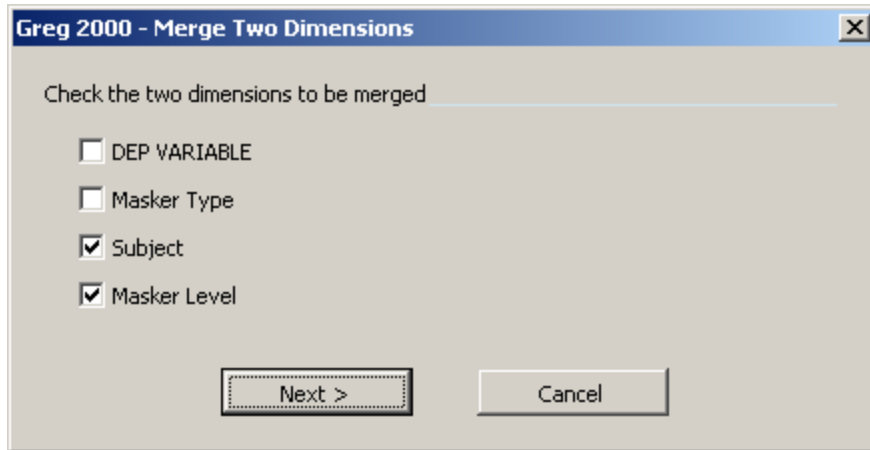 Greg 2000 - Merge Two Dimensions
Check the two dimensions to be merged
DEP VARIABLE
Masker Type
Subject
Masker Level
Next >
Cancel